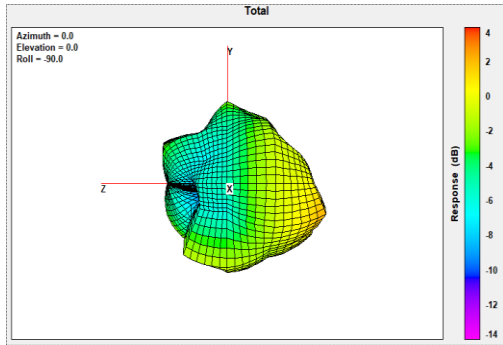 Total
Azimuth = 0.0
Elevation = 0.0
Roll = -90.0
Y
Z
X
4
2
0
-2
-4
-6
-8
-10
-12
-14
Response (dB)